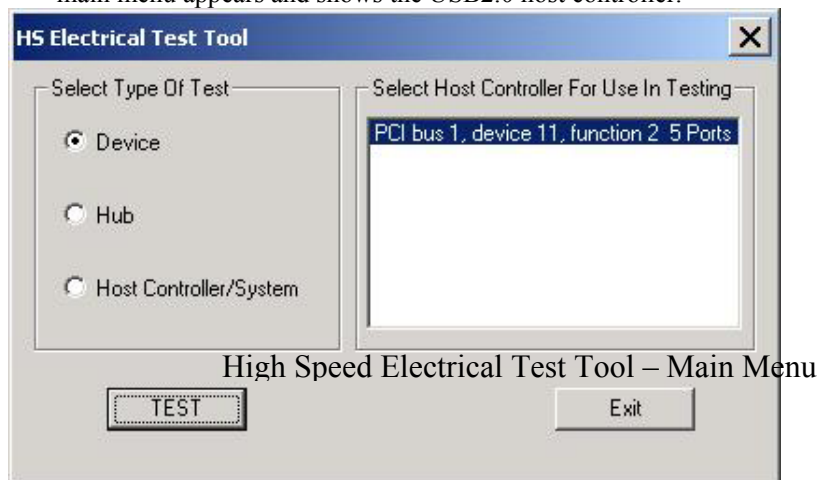 main menu appears and shows the USB2.0 host controller.
HS Electrical Test Tool
Select Type Of Test
Device
Hub
Host Controller/System
Select Host Controller For Use In Testing
PCI bus 1, device 11, function 2 5 Ports
High Speed Electrical Test Tool – Main Menu
TEST
Exit